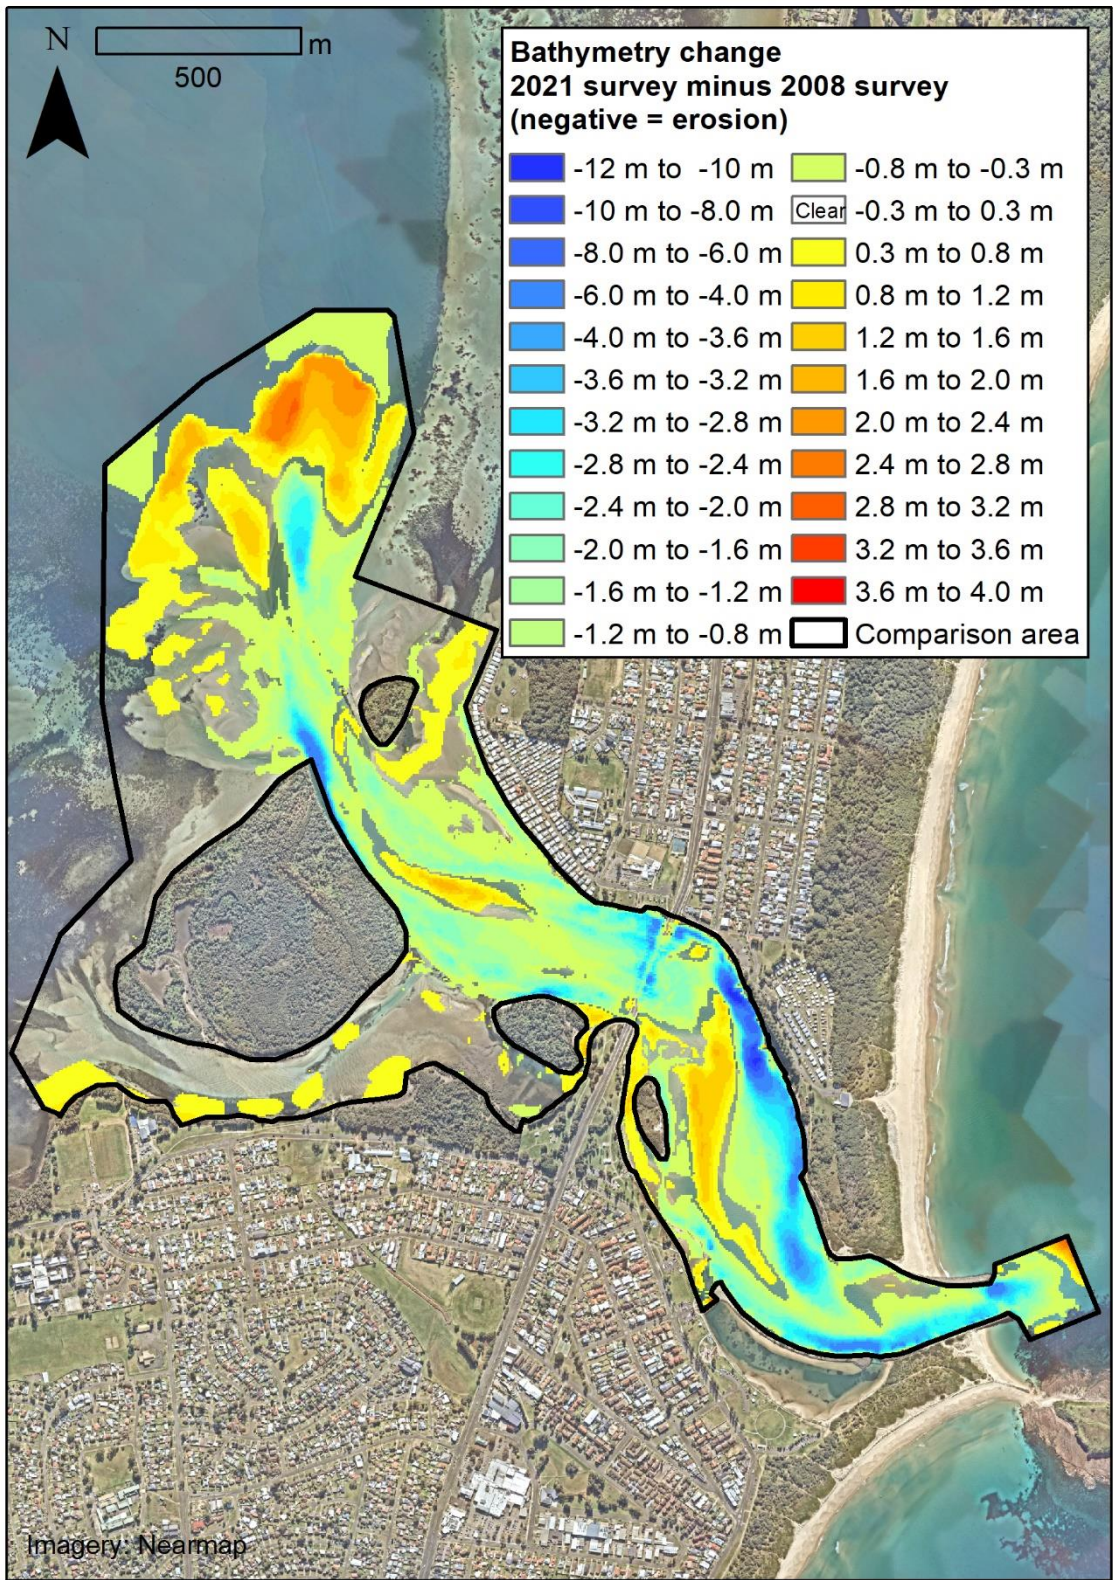 N
m
500
Bathymetry change
2021 survey minus 2008 survey
(negative = erosion)
-12 m to -10 m
-10 m to -8.0 m
-8.0 m to -6.0 m
-6.0 m to -4.0 m
-4.0 m to -3.6 m
-3.6 m to -3.2 m
-3.2 m to -2.8 m
-2.8 m to -2.4 m
-2.4 m to -2.0 m
-2.0 m to -1.6 m
-1.6 m to -1.2 m
-1.2 m to -0.8 m
-0.8 m to -0.3 m
Clear -0.3 m to 0.3 m
0.3 m to 0.8 m
0.8 m to 1.2 m
1.2 m to 1.6 m
1.6 m to 2.0 m
2.0 m to 2.4 m
2.4 m to 2.8 m
2.8 m to 3.2 m
3.2 m to 3.6 m
3.6 m to 4.0 m
Comparison area
Imagery: Nearmap